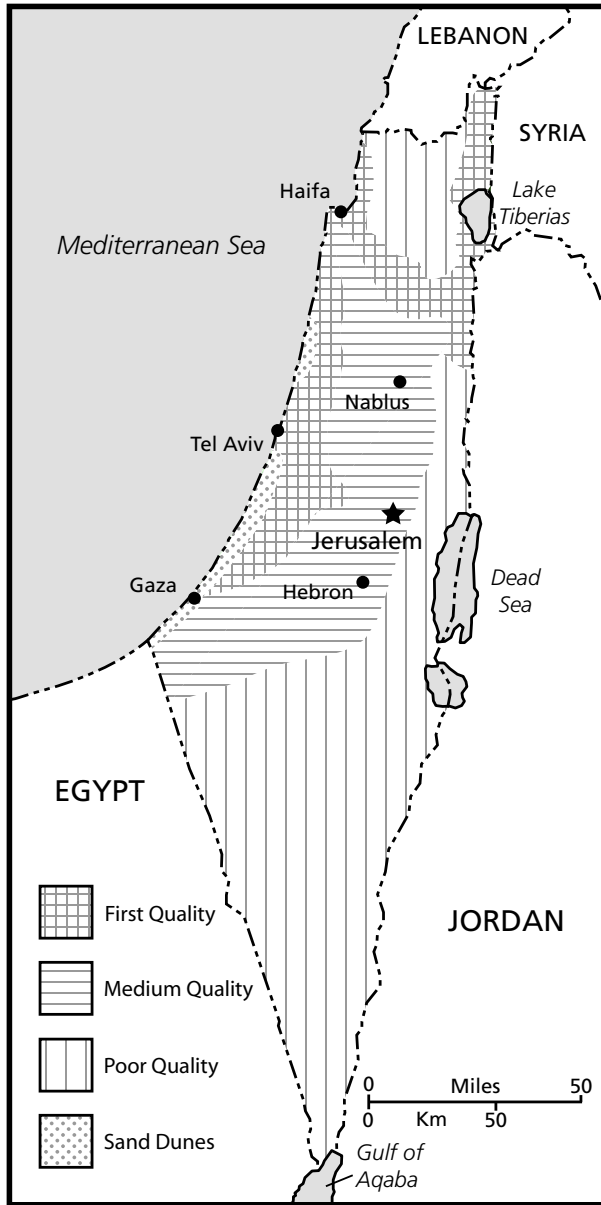 LEBANON
SYRIA
Haifa
Lake
Tiberias
Mediterranean Sea
Nablus
Tel Aviv
Jerusalem
Gaza
Hebron
Dead
Sea
EGYPT
First Quality
JORDAN
Medium Quality
Poor Quality
0 Miles 50
0 Km 50
Sand Dunes
Gulf of
Aqaba